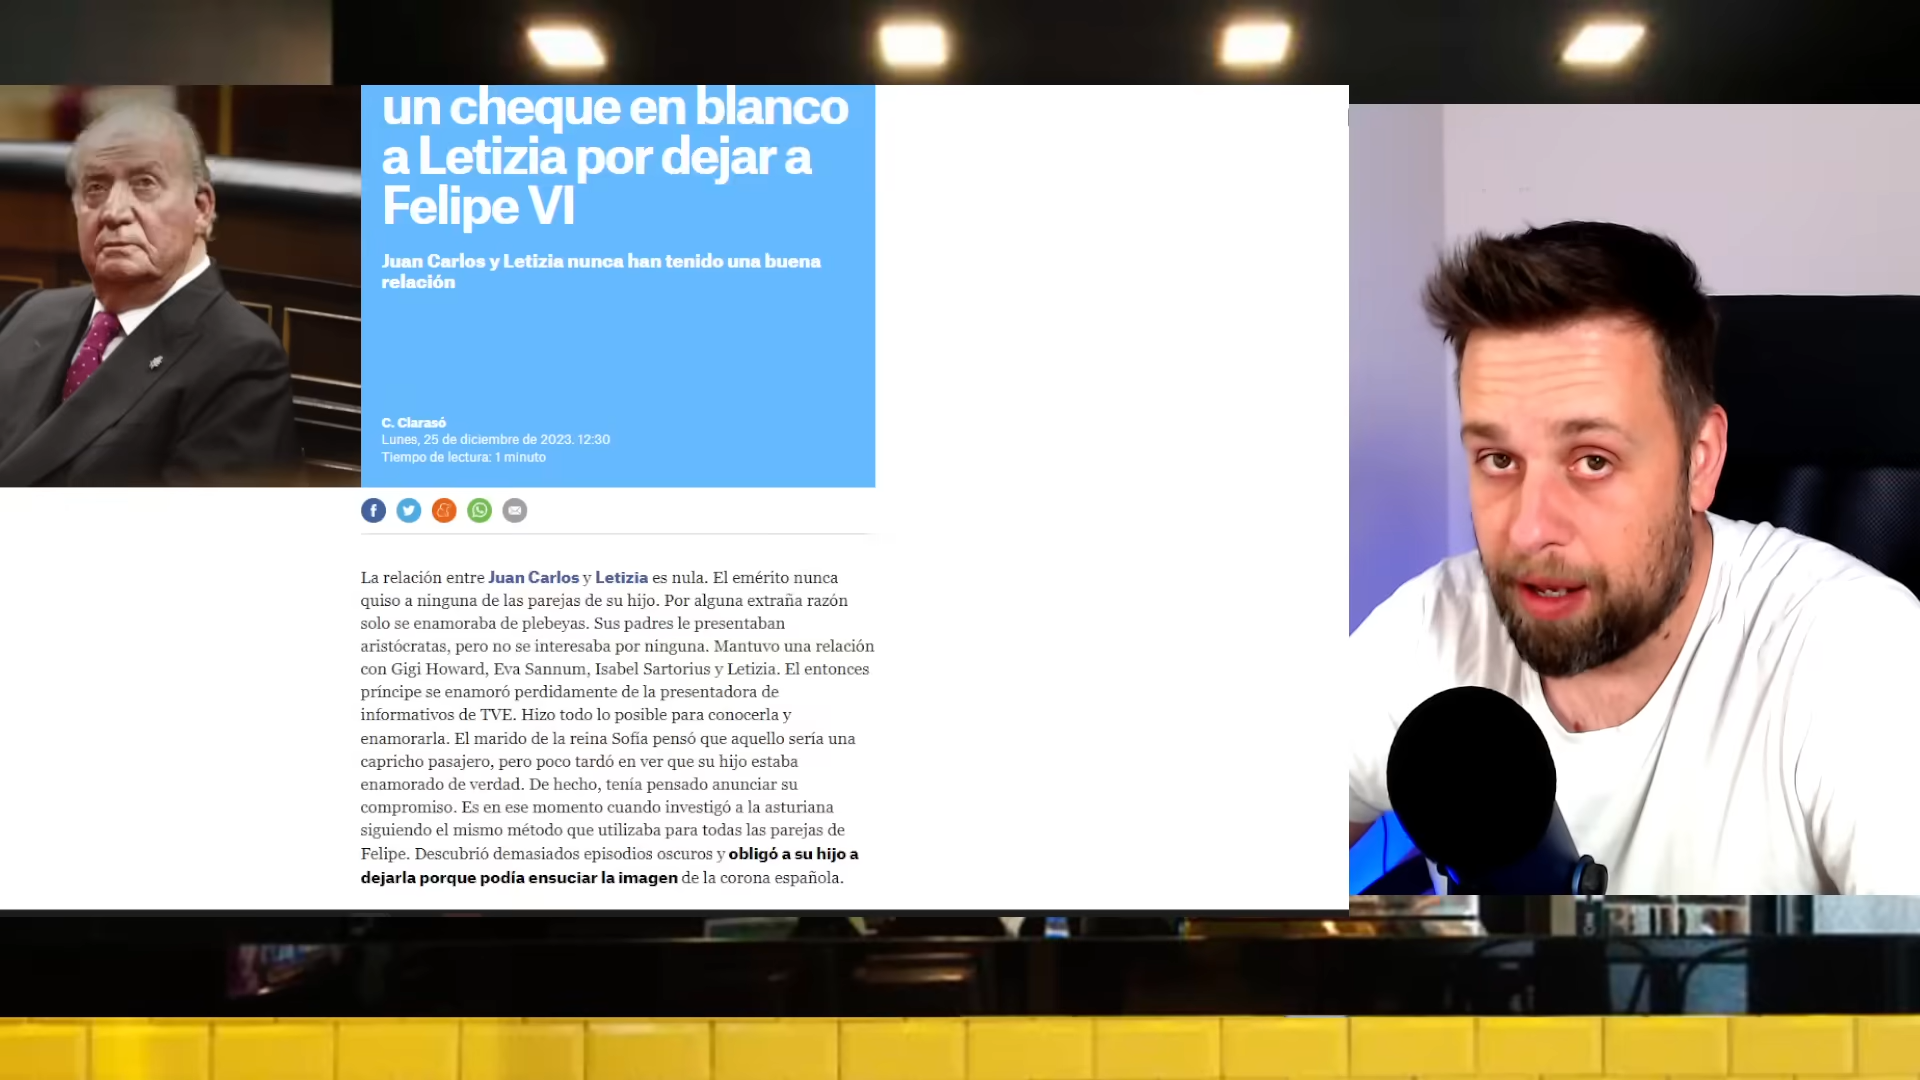 un cheque en blanco
a Letizia por dejar a
Felipe VI
Juan Carlos y Letizia nunca han tenido una buena
relación
C. Clarasó
Lunes, 25 de diciembre de 2023. 12:30
Tiempo de lectura: 1 minuto
La relación entre Juan Carlos y Letizia es nula. El emérito nunca
quiso a ninguna de las parejas de su hijo. Por alguna extraña razón
solo se enamoraba de plebeyas. Sus padres le presentaban
aristócratas, pero no se interesaba por ninguna. Mantuvo una relación
con Gigi Howard, Eva Sannum, Isabel Sartorius y Letizia. El entonces
príncipe se enamoró perdidamente de la presentadora de
informativos de TVE. Hizo todo lo posible para conocerla y
enamorarla. El marido de la reina Sofía pensó que aquello sería una
capricho pasajero, pero poco tardó en ver que su hijo estaba
enamorado de verdad. De hecho, tenía pensado anunciar su
compromiso. Es en ese momento cuando investigó a la asturiana
siguiendo el mismo método que utilizaba para todas las parejas de
Felipe. Descubrió demasiados episodios oscuros y obligó a su hijo a
dejarla porque podía ensuciar la imagen de la corona española.